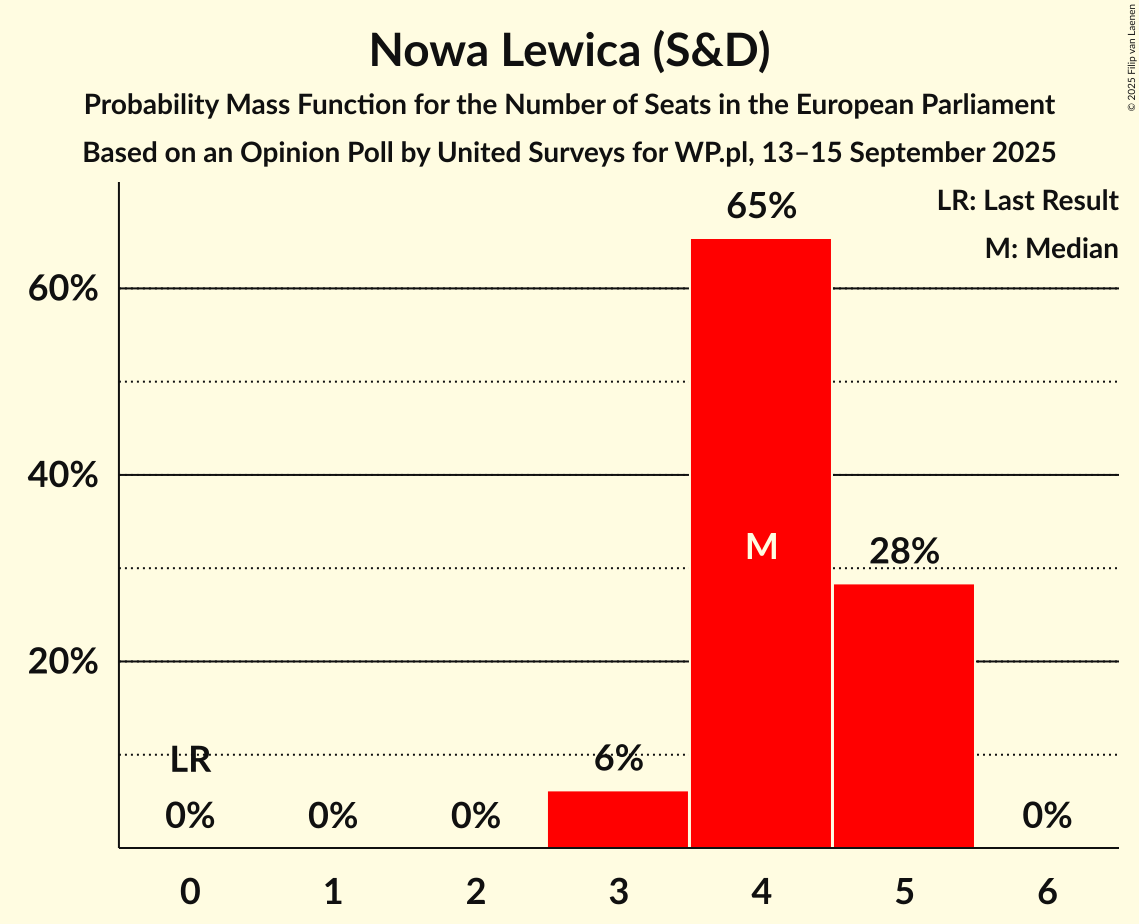 Nowa Lewica (S&D)
Probability Mass Function for the Number of Seats in the European Parliament
Based on an Opinion Poll by United Surveys for WP.pl, 13–15 September 2025
© 2025 Filip van Laenen
LR: Last Result
M: Median
65%
60%
40%
M
28%
20%
LR
6%
0% 0% 0% 0%
0 1 2 3 4 5 6